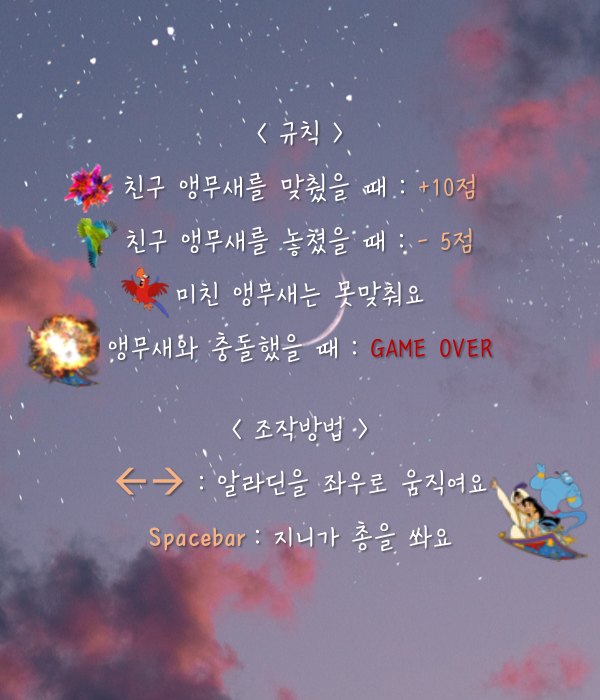 < 규칙 >
친구 앵무새를 맞췄을 때 : +10점
친구 앵무새를 놓쳤을 때 : - 5점
미친 앵무새는 못맞춰요
앵무새와 충돌했을 때 : GAME OVER
< 조작방법 >
←→ : 알라딘을 좌우로 움직여요
Spacebar : 지니가 총을 쏴요